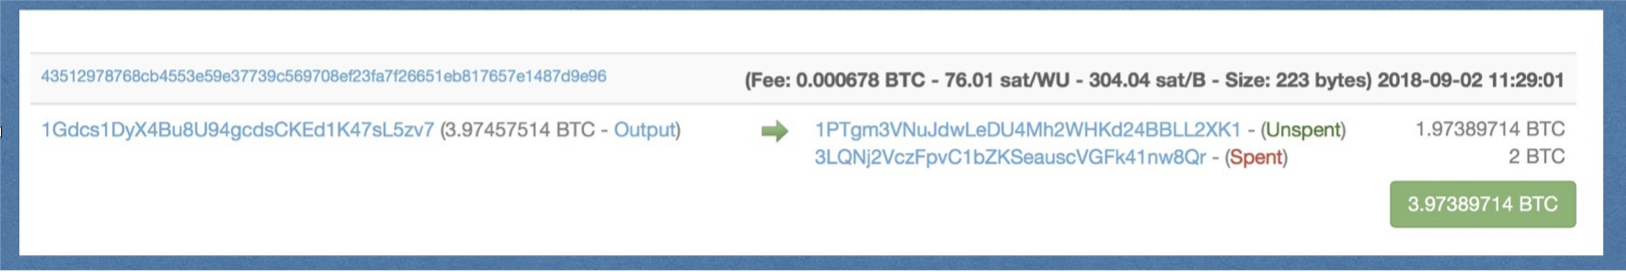 43512978768cb4553e59e37739c569708ef23fa7f26651eb817657e1487d9e96 (Fee: 0.000678 BTC - 76.01 sat/WU - 304.04 sat/B - Size: 223 bytes) 2018-09-02 11:29:01
1Gdcs1DyX4Bu8U94gcdsCKEd1K47sL5zv7 (3.97457514 BTC - Output) 1PTgm3VNuJdwLeDU4Mh2WHKd24BBLL2XK1 - (Unspent) 1.97389714 BTC
3LQNj2VczFpvC1bZKSeauscVGFk41nw8Qr - (Spent) 2 BTC
3.97389714 BTC